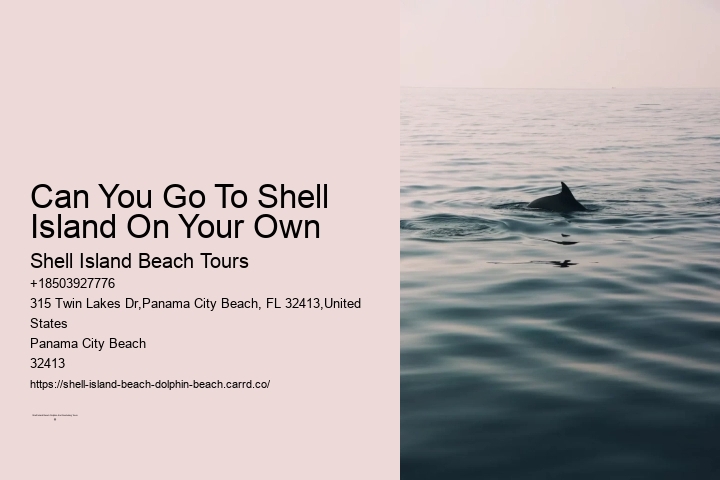 Can You Go To Shell
Island On Your Own
Shell Island Beach Tours
+18503927776
315 Twin Lakes Dr,Panama City Beach, FL 32413,United
States
Panama City Beach
32413
https://shell-island-beach-dolphin-beach.carrd.co/